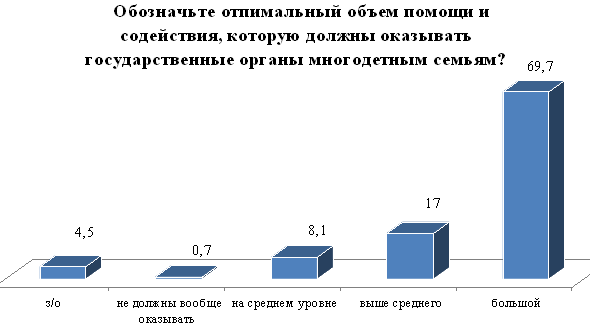 Обозначьте отпимальный объем помощи и
содействия, которую должны оказывать
государственные органы многодетным семьям?
69,7
17
8,1
4,5
0,7
з/о
не должны вообще
оказывать
на среднем уровне
выше среднего
большой